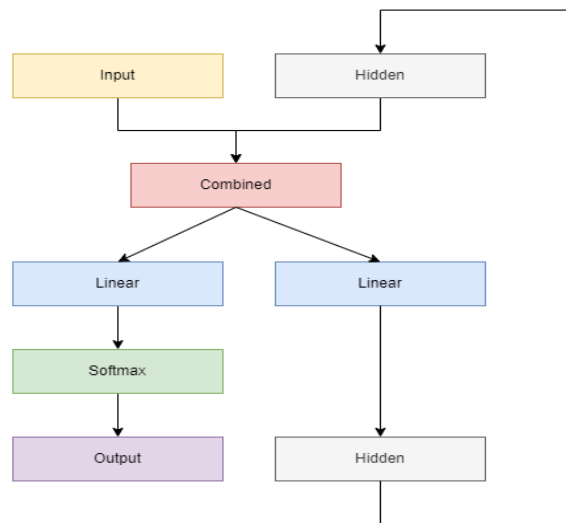 Input
Hidden
Combined
Linear
Linear
Softmax
Output
Hidden